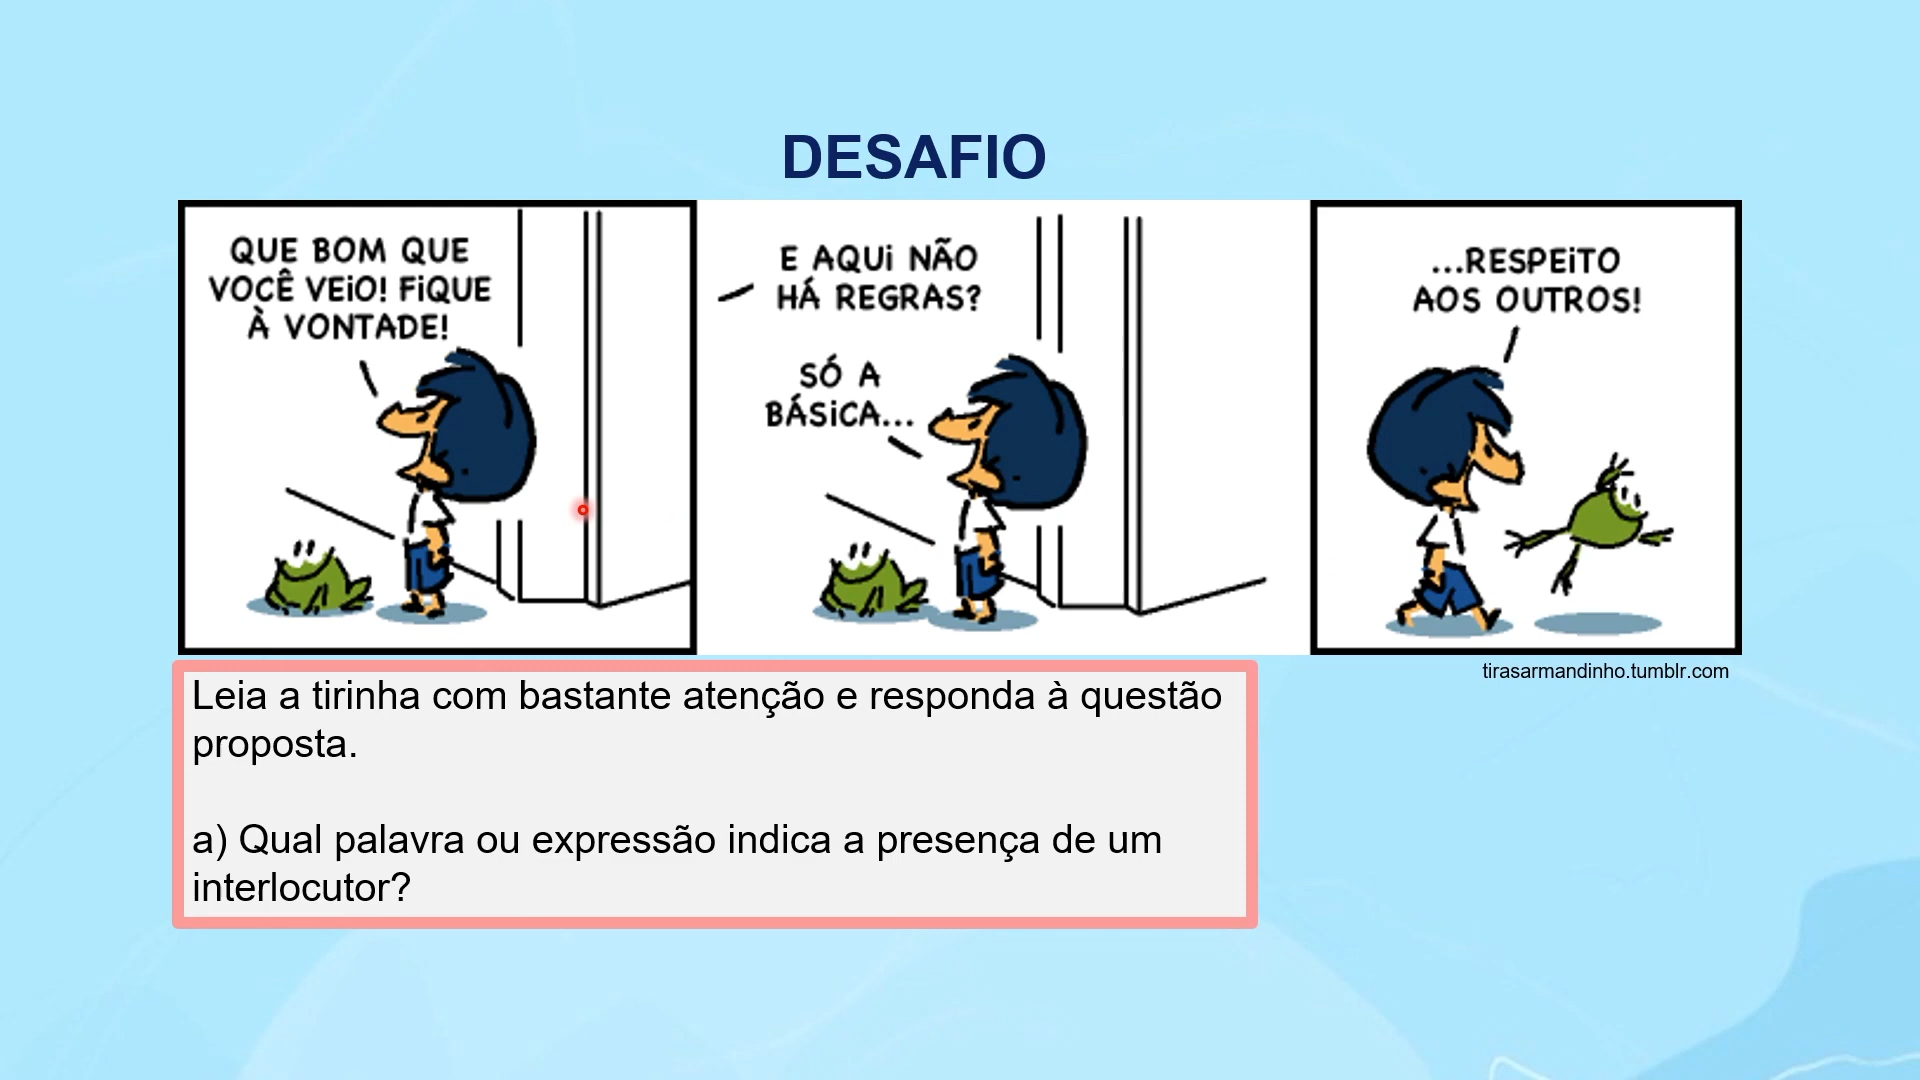 DESAFIO
QUE BOM QUE
VOCÊ VEiO! FiQUE
À VONTADE!
E AQUi NÃO
HÁ REGRAS?
SÓ A
BÁSiCA...
...RESPEiTO
AOS OUTROS!
tirasarmandinho.tumblr.com
Leia a tirinha com bastante atenção e responda à questão
proposta.
a) Qual palavra ou expressão indica a presença de um
interlocutor?